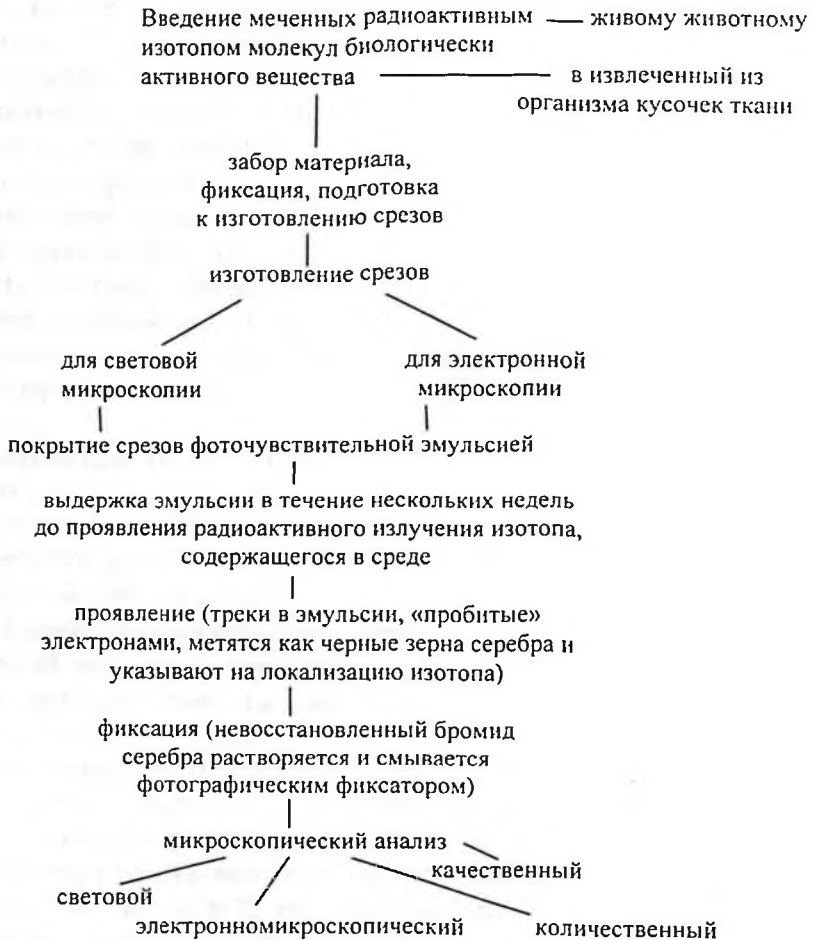 Введение меченных радиоактивным — живому животному
изотопом молекул биологически
активного вещества — в извлеченный из
организма кусочек ткани
забор материала,
фиксация, подготовка
к изготовлению срезов
изготовление срезов
для световой
микроскопии
для электронной
микроскопии
покрытие срезов фоточувствительной эмульсией
выдержка эмульсии в течение нескольких недель
до проявления радиоактивного излучения изотопа,
содержащегося в среде
проявление (треки в эмульсии, «пробитые»
электронами, метятся как черные зерна серебра и
указывают на локализацию изотопа)
фиксация (невосстановленный бромид
серебра растворяется и смывается
фотографическим фиксатором)
микроскопический анализ
качественный
световой
электронномикроскопический
количественный